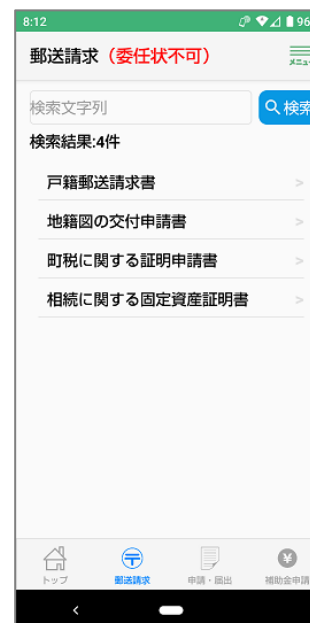 8:12 96
郵送請求（委任状不可）
メニュー
検索文字列 検索
検索結果:4件
戸籍郵送請求書 >
地籍図の交付申請書 >
町税に関する証明申請書 >
相続に関する固定資産証明書 >
トップ 郵送請求 申請・届出 補助金申請